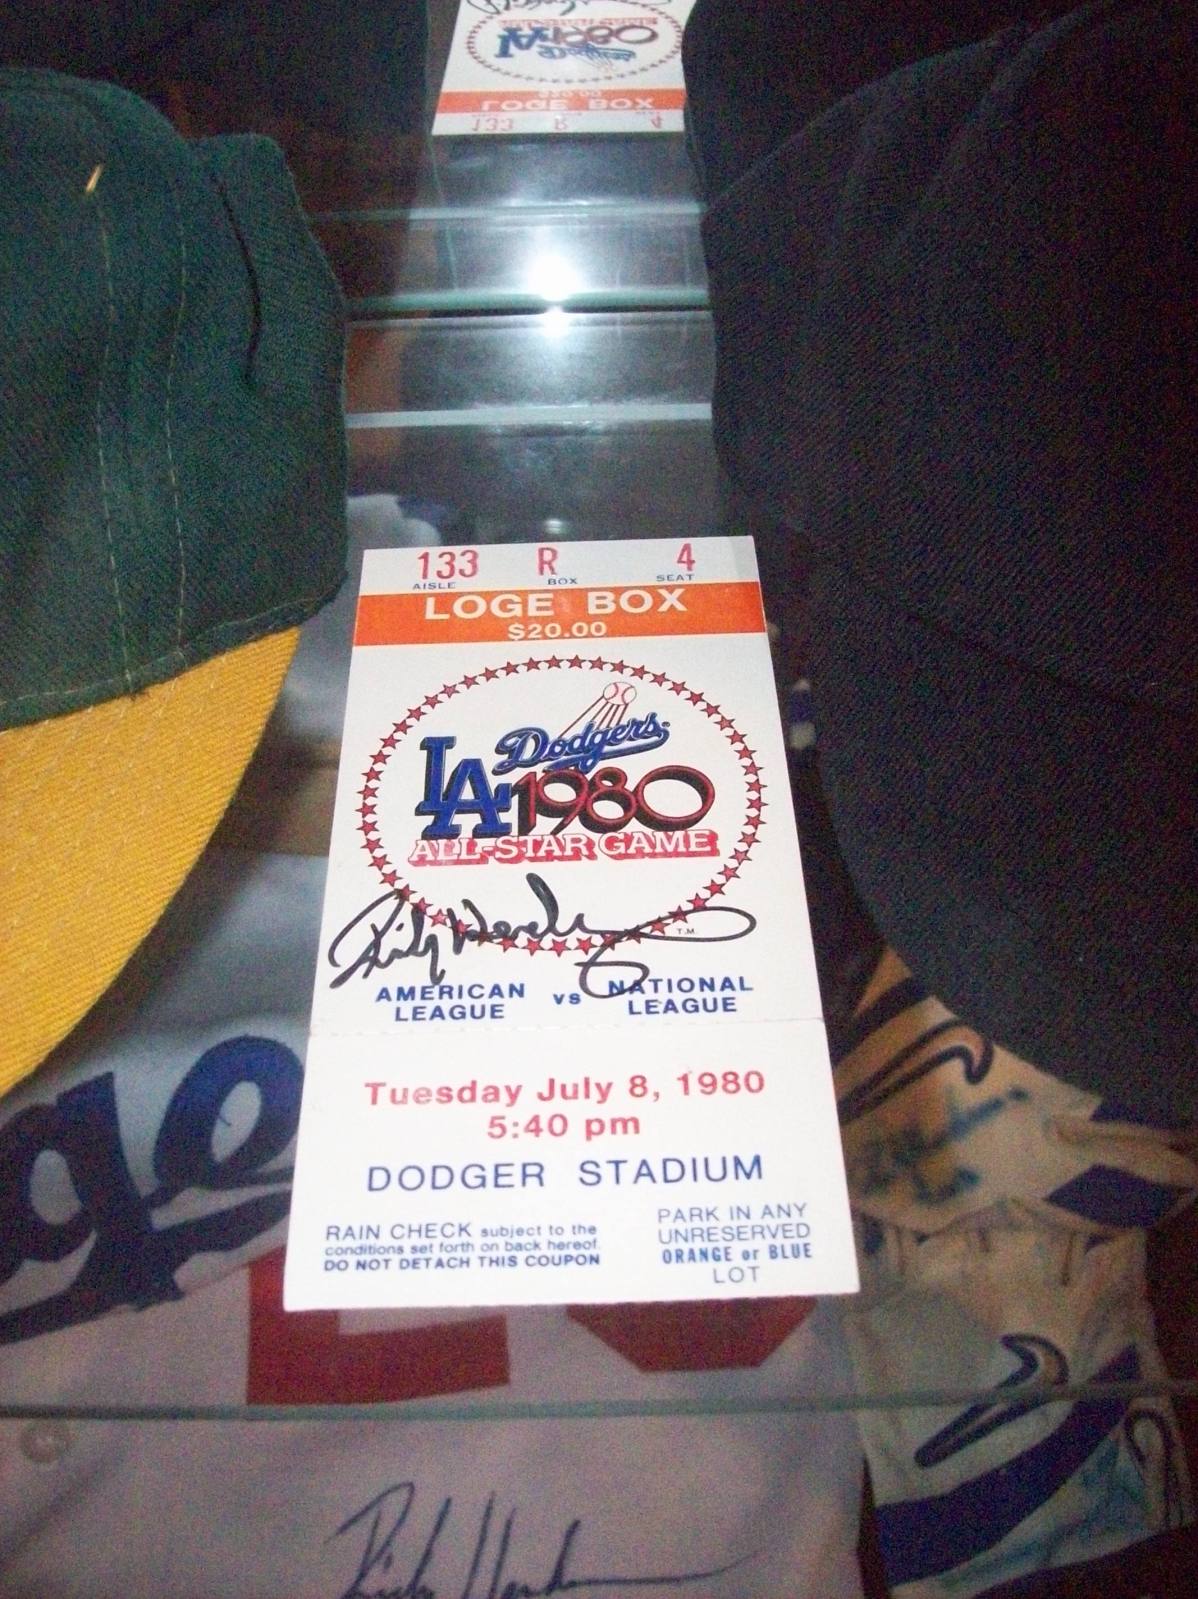 133 R 4
AISLE BOX SEAT
LOGE BOX
$20.00
Dodgers
LA 1980
ALL-STAR GAME
T.M.
AMERICAN LEAGUE vs NATIONAL LEAGUE
Tuesday July 8, 1980
5:40 pm
DODGER STADIUM
RAIN CHECK subject to the
conditions set forth on back hereof.
DO NOT DETACH THIS COUPON
PARK IN ANY
UNRESERVED
ORANGE or BLUE
LOT